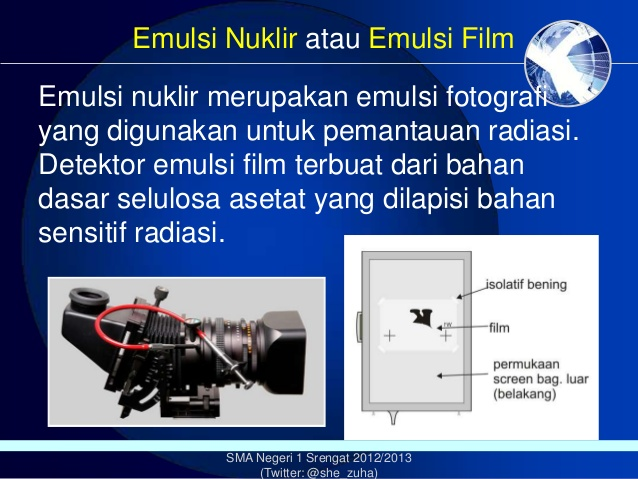 Emulsi Nuklir atau Emulsi Film
Emulsi nuklir merupakan emulsi fotografi
yang digunakan untuk pemantauan radiasi.
Detektor emulsi film terbuat dari bahan
dasar selulosa asetat yang dilapisi bahan
sensitif radiasi.
isolatif bening
rw
film
permukaan
screen bag. luar
(belakang)
SMA Negeri 1 Srengat 2012/2013
(Twitter: @she_zuha)